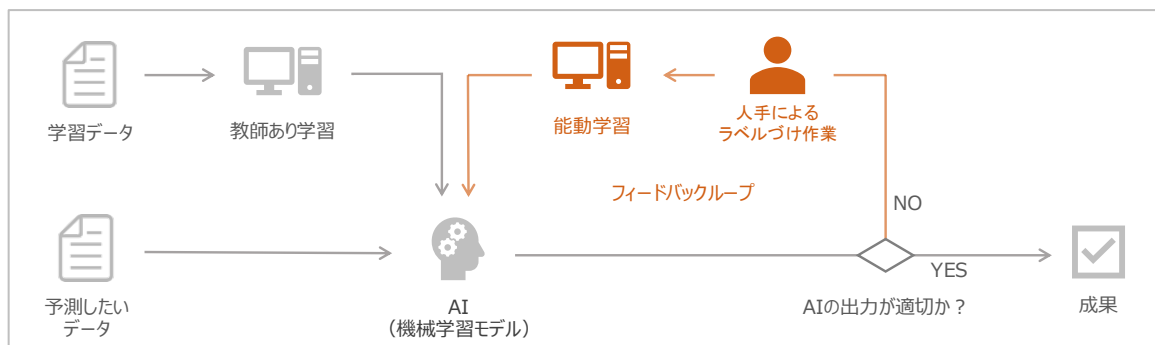 学習データ
教師あり学習
能動学習
人手による
ラベルづけ作業
フィードバックループ
NO
YES
予測したい
データ
AI
（機械学習モデル）
AIの出力が適切か？
成果